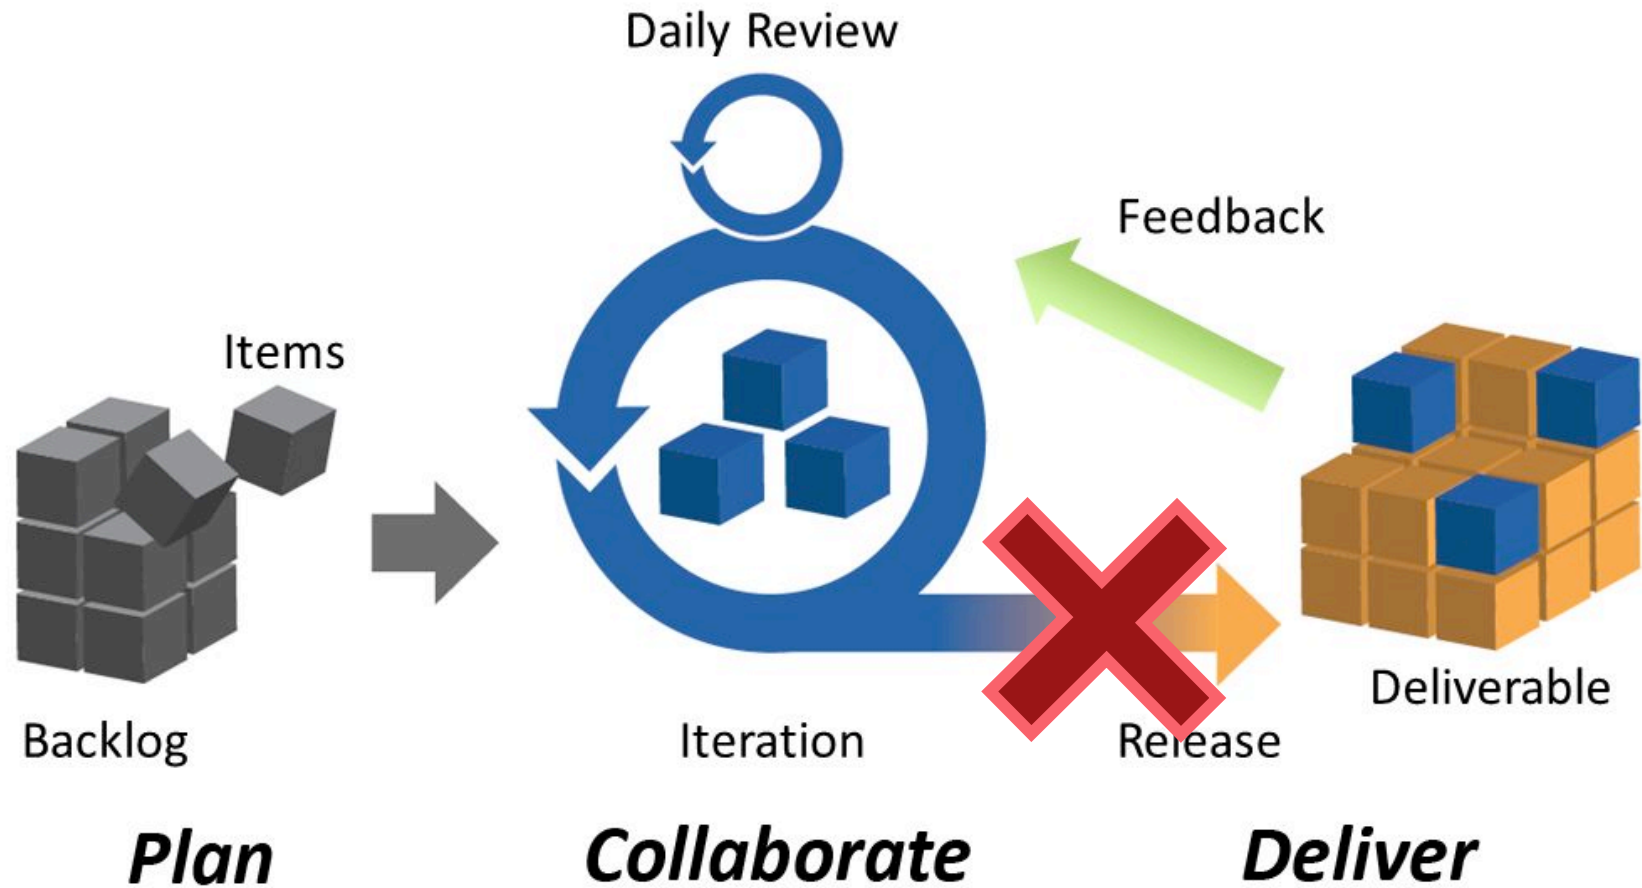 Daily Review
Feedback
Items
Deliverable
Backlog
Iteration
Release
Plan
Collaborate
Deliver